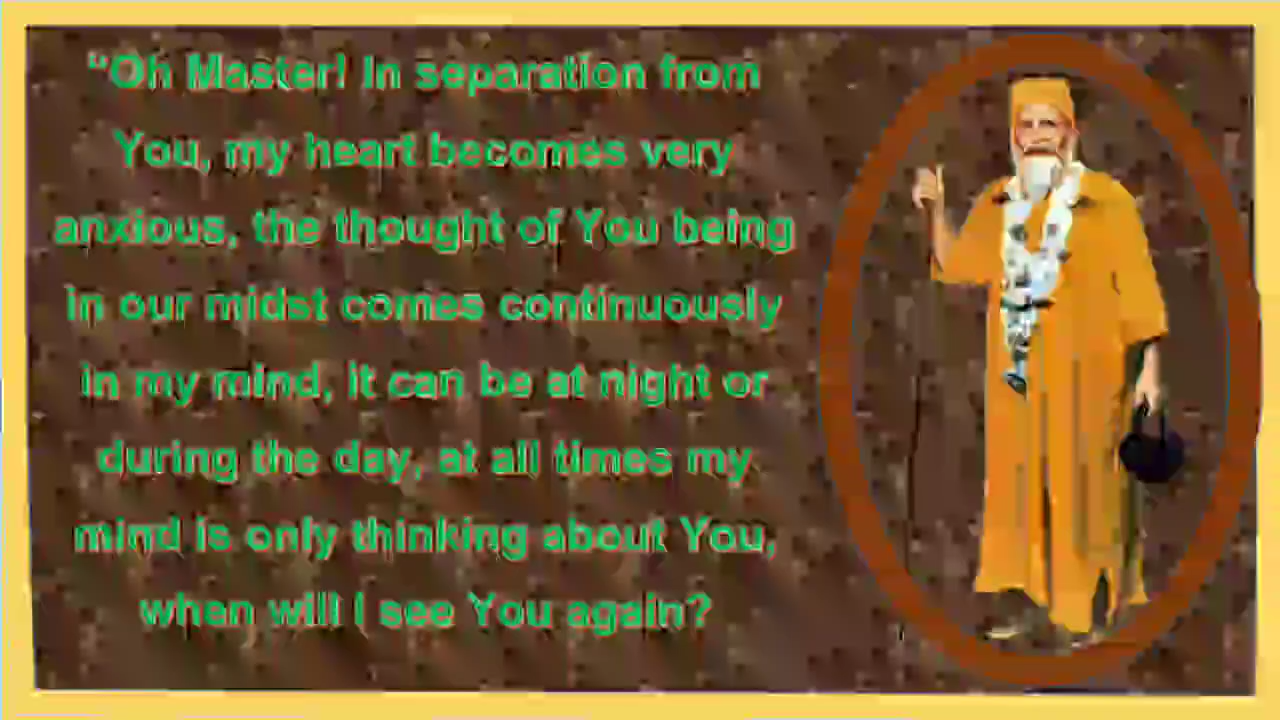 “Oh Master! In separation from
You, my heart becomes very
anxious, the thought of You being
in our midst comes continuously
in my mind, it can be at night or
during the day, at all times my
mind is only thinking about You,
when will I see You again?